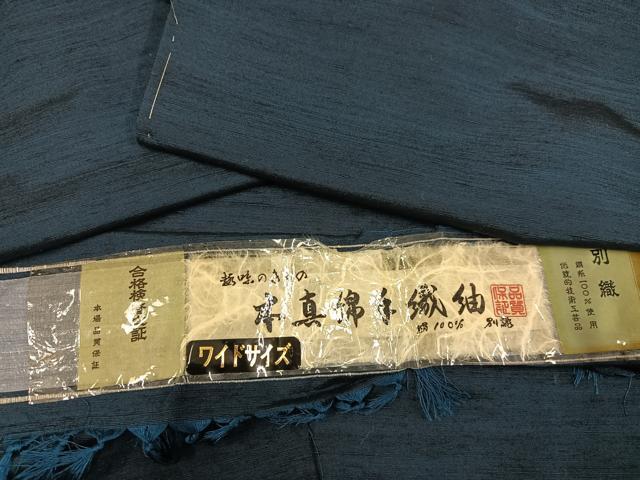 合格検査証
本場品質保証
趣味のきもの
本真綿手織紬
絹100%
別誂
品質保証
ワイドサイズ
別織
絹糸100%使用
伝統的技術工芸品